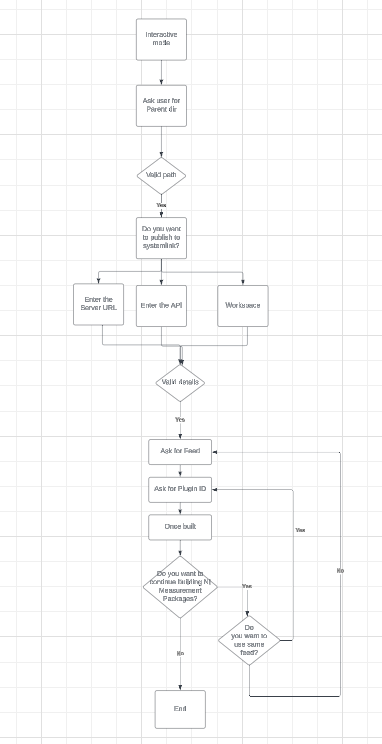 Interactive
mode
Ask user for
Parent dir
Valid path
Yes
Do you want
to publish to
systemlink?
Enter the
Server URL
Enter the API
Workspace
Valid details
Yes
Ask for Feed
Ask for Plugin ID
Once built
Do you want to
continue building NI
Measurement
Packages?
Yes
Do
you want to
use same
feed?
Yes
No
No
End